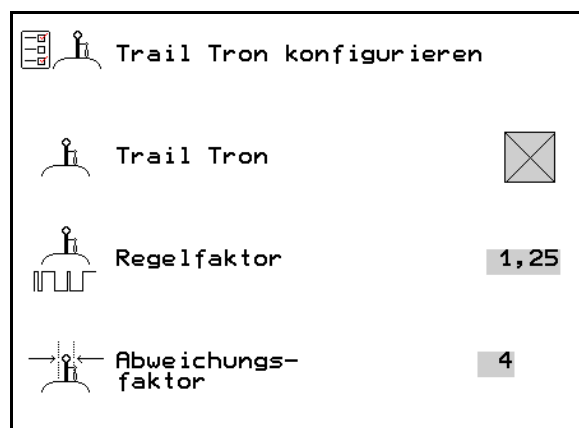 Trail Tron konfigurieren
Trail Tron
Regelfaktor
1,25
Abweichungs-
faktor
4